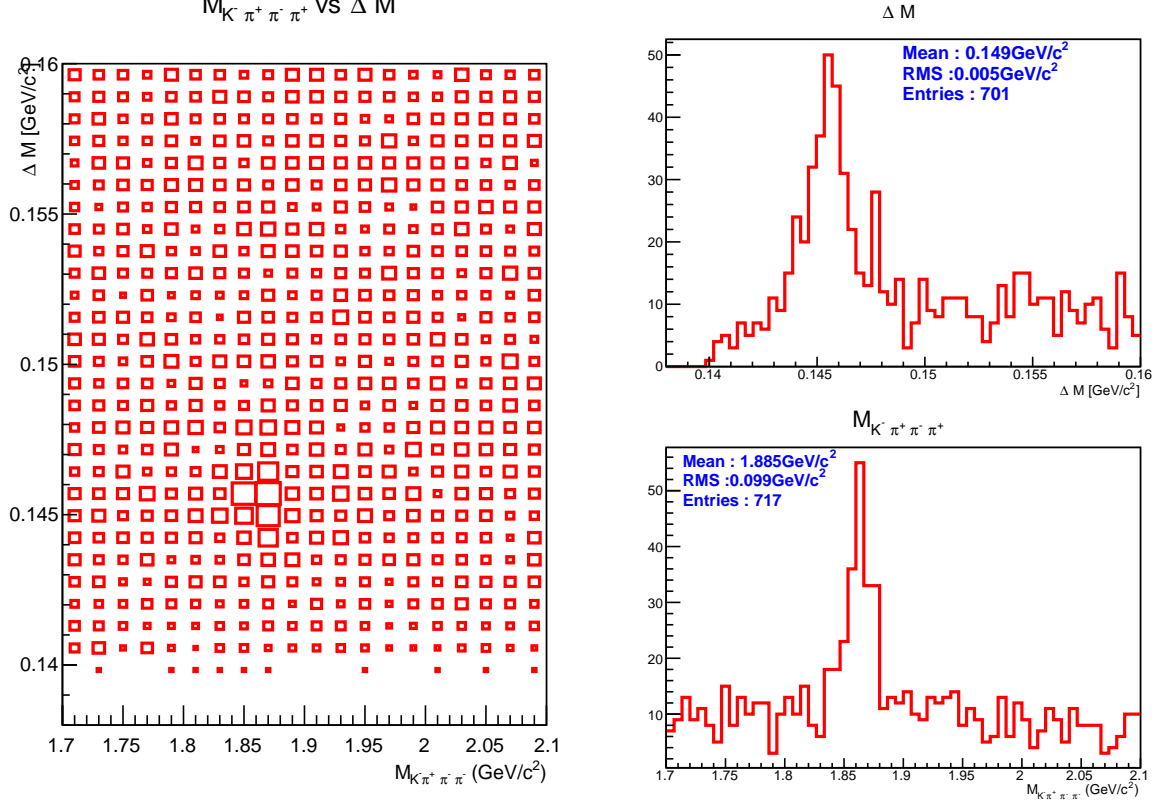 M K⁻ π⁺ π⁻ π⁺ vs Δ M
Δ M [GeV/c²]
0.16
0.155
0.15
0.145
0.14
1.7 1.75 1.8 1.85 1.9 1.95 2 2.05 2.1
M K⁻π⁺ π⁻ π⁻ (GeV/c²)
Δ M
Mean : 0.149GeV/c²
RMS :0.005GeV/c²
Entries : 701
50
40
30
20
10
0
0.14 0.145 0.15 0.155 0.16
Δ M [GeV/c²]
M K⁻ π⁺ π⁻ π⁺
Mean : 1.885GeV/c²
RMS :0.099GeV/c²
Entries : 717
50
40
30
20
10
1.7 1.75 1.8 1.85 1.9 1.95 2 2.05 2.1
M K⁻π⁺ π⁻ π⁻ (GeV/c²)